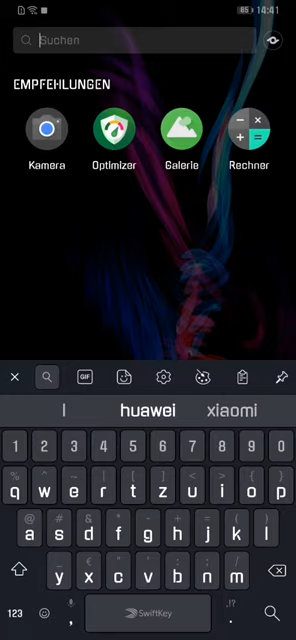 85 14:41
Suchen
EMPFEHLUNGEN
Kamera Optimizer Galerie Rechner
GIF
I huawei xiaomi
1 2 3 4 5 6 7 8 9 0
% ^ ~ | [ ] < > { }
q w e r t z u i o p
@ # & * - + = ( )
a s d f g h j k l
_ € " ' : ; /
y x c v b n m
123 , SwiftKey .,!?